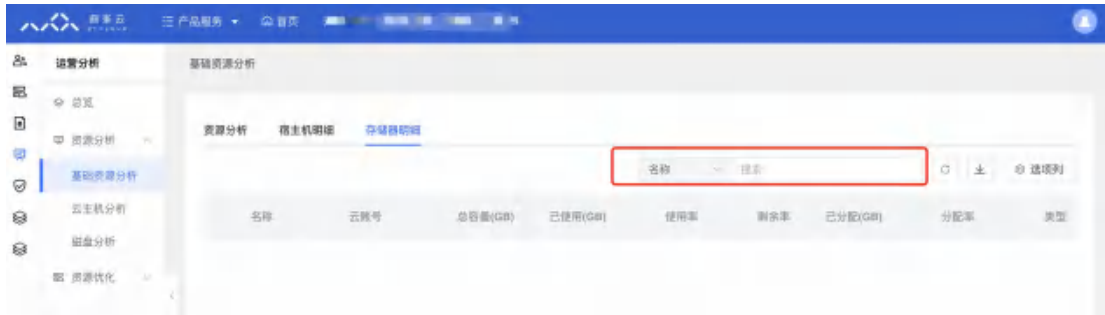 产品服务 首页
运营分析
总览
资源分析
基础资源分析
云主机分析
磁盘分析
资源优化
基础资源分析
资源分析 宿主机明细 存储器明细
名称 搜索 选项列
名称 云账号 总容量(GB) 已使用(GB) 使用率 剩余率 已分配(GB) 分配率 类型